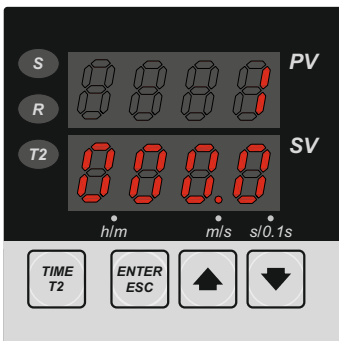 S 1 PV
R
T2 000.0 SV
h/m m/s s/0.1s
TIME ENTER
T2 ESC